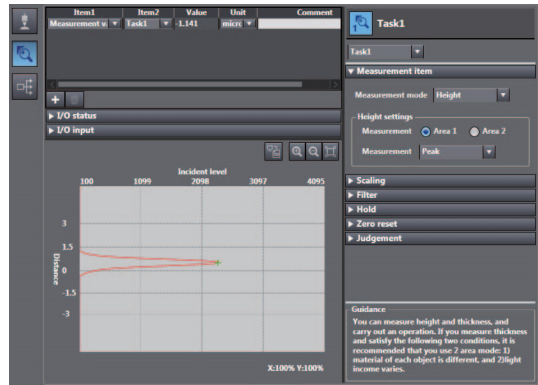 Item1 Item2 Value Unit Comment
Measurement v. Task1 -1.141 micro
I/O status
I/O input
Incident level
100 1099 2098 3097 4095
3
1.5
0
-1.5
-3
Distance
X:100% Y:100%
1 Task1
Task1
Measurement item
Measurement mode Height
Height settings
Measurement Area 1 Area 2
Measurement Peak
Scaling
Filter
Hold
Zero reset
Judgement
Guidance
You can measure height and thickness, and
carry out an operation. If you measure thickness
and satisfy the following two conditions, it is
recommended that you use 2 area mode: 1)
material of each object is different, and 2)light
income varies.